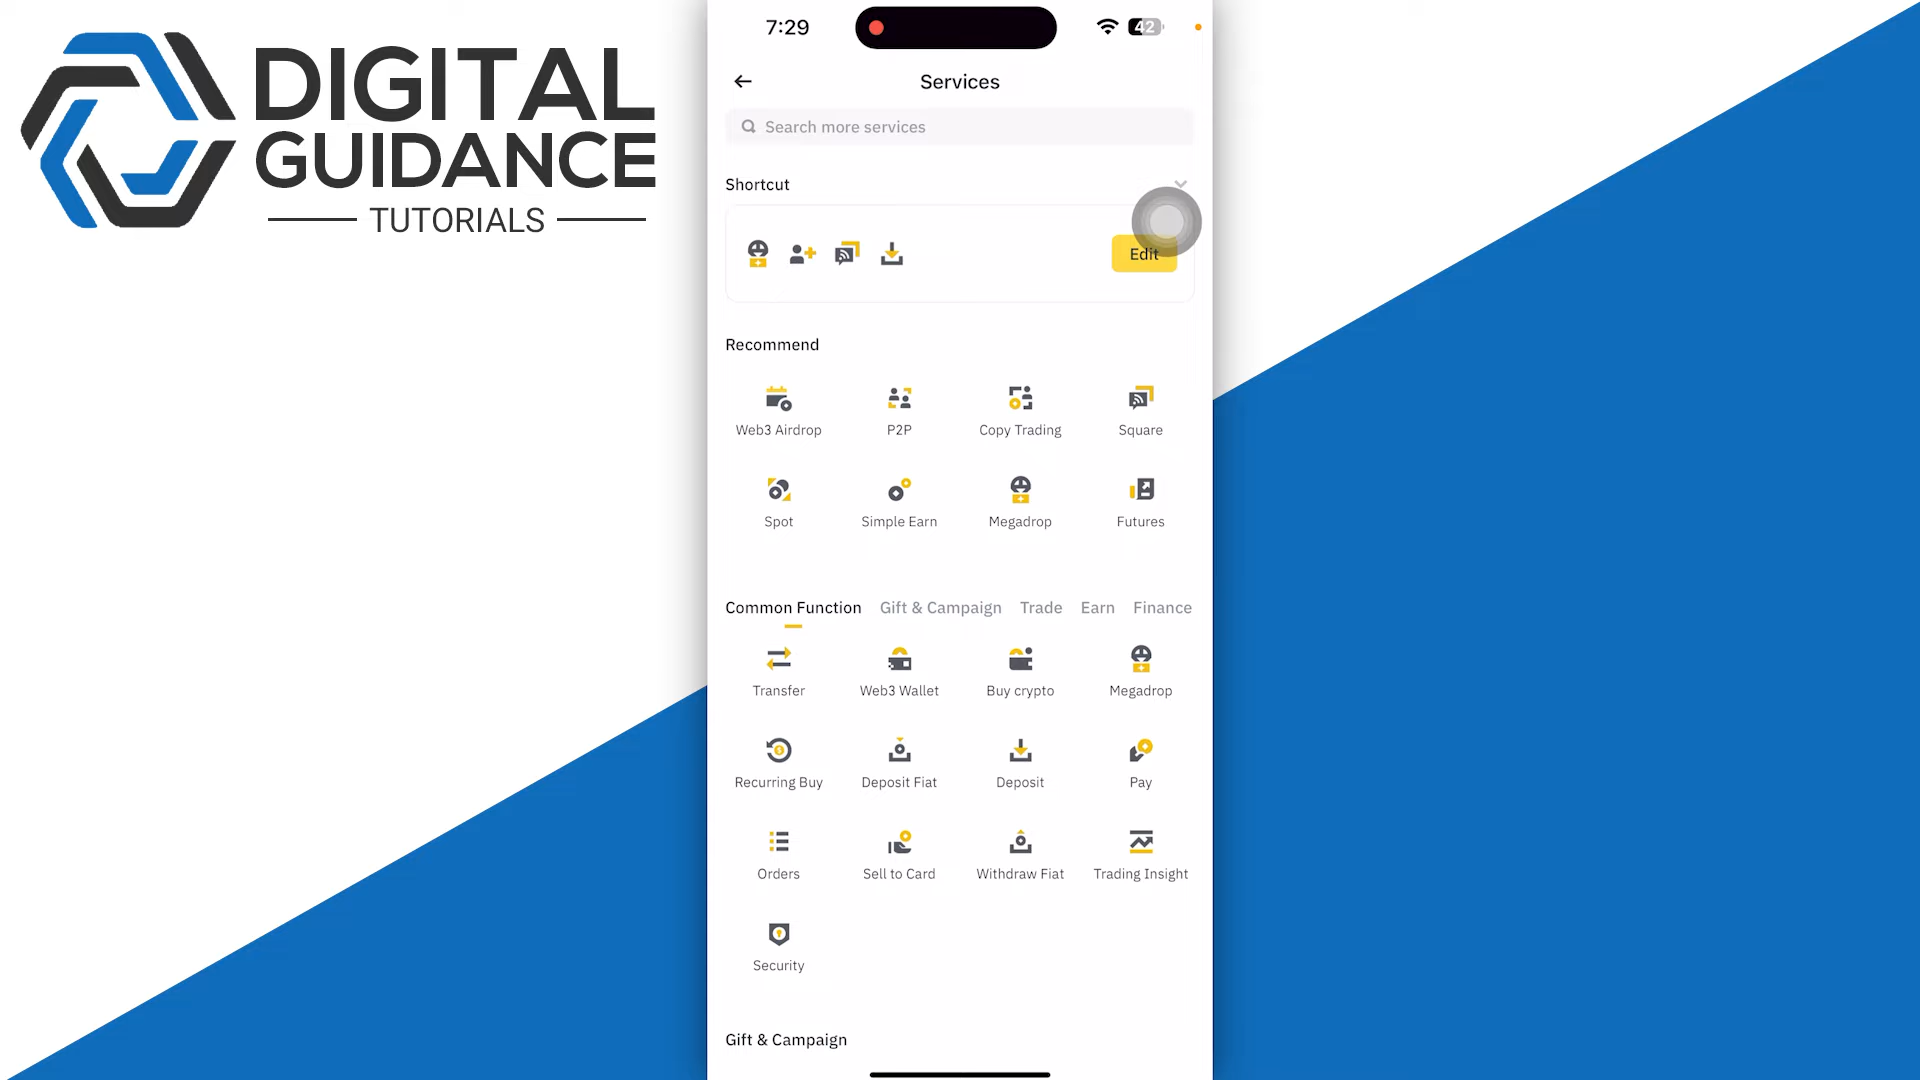 DIGITAL
GUIDANCE
TUTORIALS
7:29
42
Services
Search more services
Shortcut
Edit
Recommend
Web3 Airdrop
P2P
Copy Trading
Square
Spot
Simple Earn
Megadrop
Futures
Common Function
Gift & Campaign
Trade
Earn
Finance
Transfer
Web3 Wallet
Buy crypto
Megadrop
Recurring Buy
Deposit Fiat
Deposit
Pay
Orders
Sell to Card
Withdraw Fiat
Trading Insight
Security
Gift & Campaign